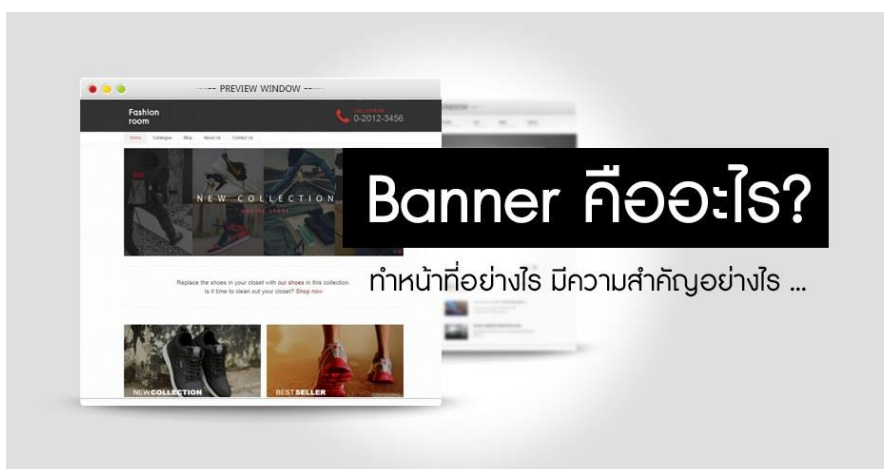 PREVIEW WINDOW
Fashion
room
0-2012-3456
Home Catalogue Blog About Us Contact Us
NEW COLLECTION
ONLINE STORE
Banner คืออะไร?
ทำหน้าที่อย่างไร มีความสำคัญอย่างไร ...
Replace the shoes in your closet with our shoes in this collection.
Is it time to clean out your closet? Shop now
NEW COLLECTION
BEST SELLER